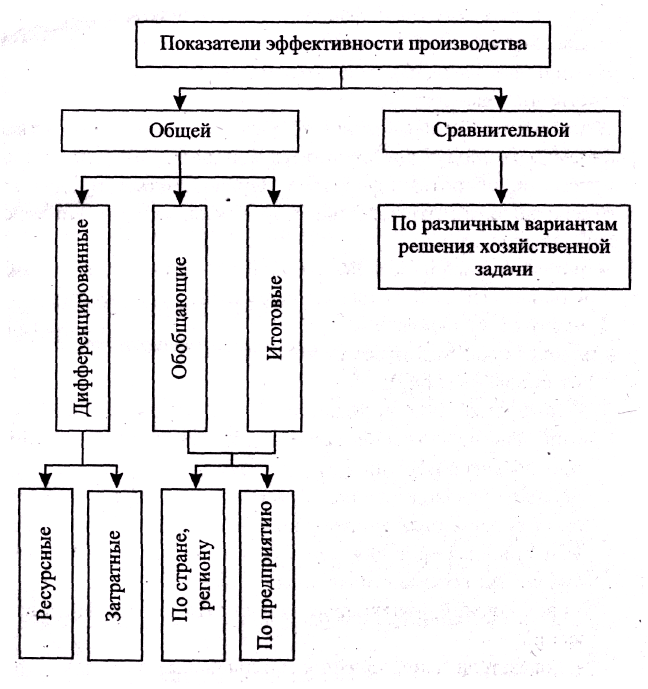 Показатели эффективности производства
Общей
Сравнительной
По различным вариантам
решения хозяйственной
задачи
Дифференцированные
Обобщающие
Итоговые
Ресурсные
Затратные
По стране,
региону
По предприятию